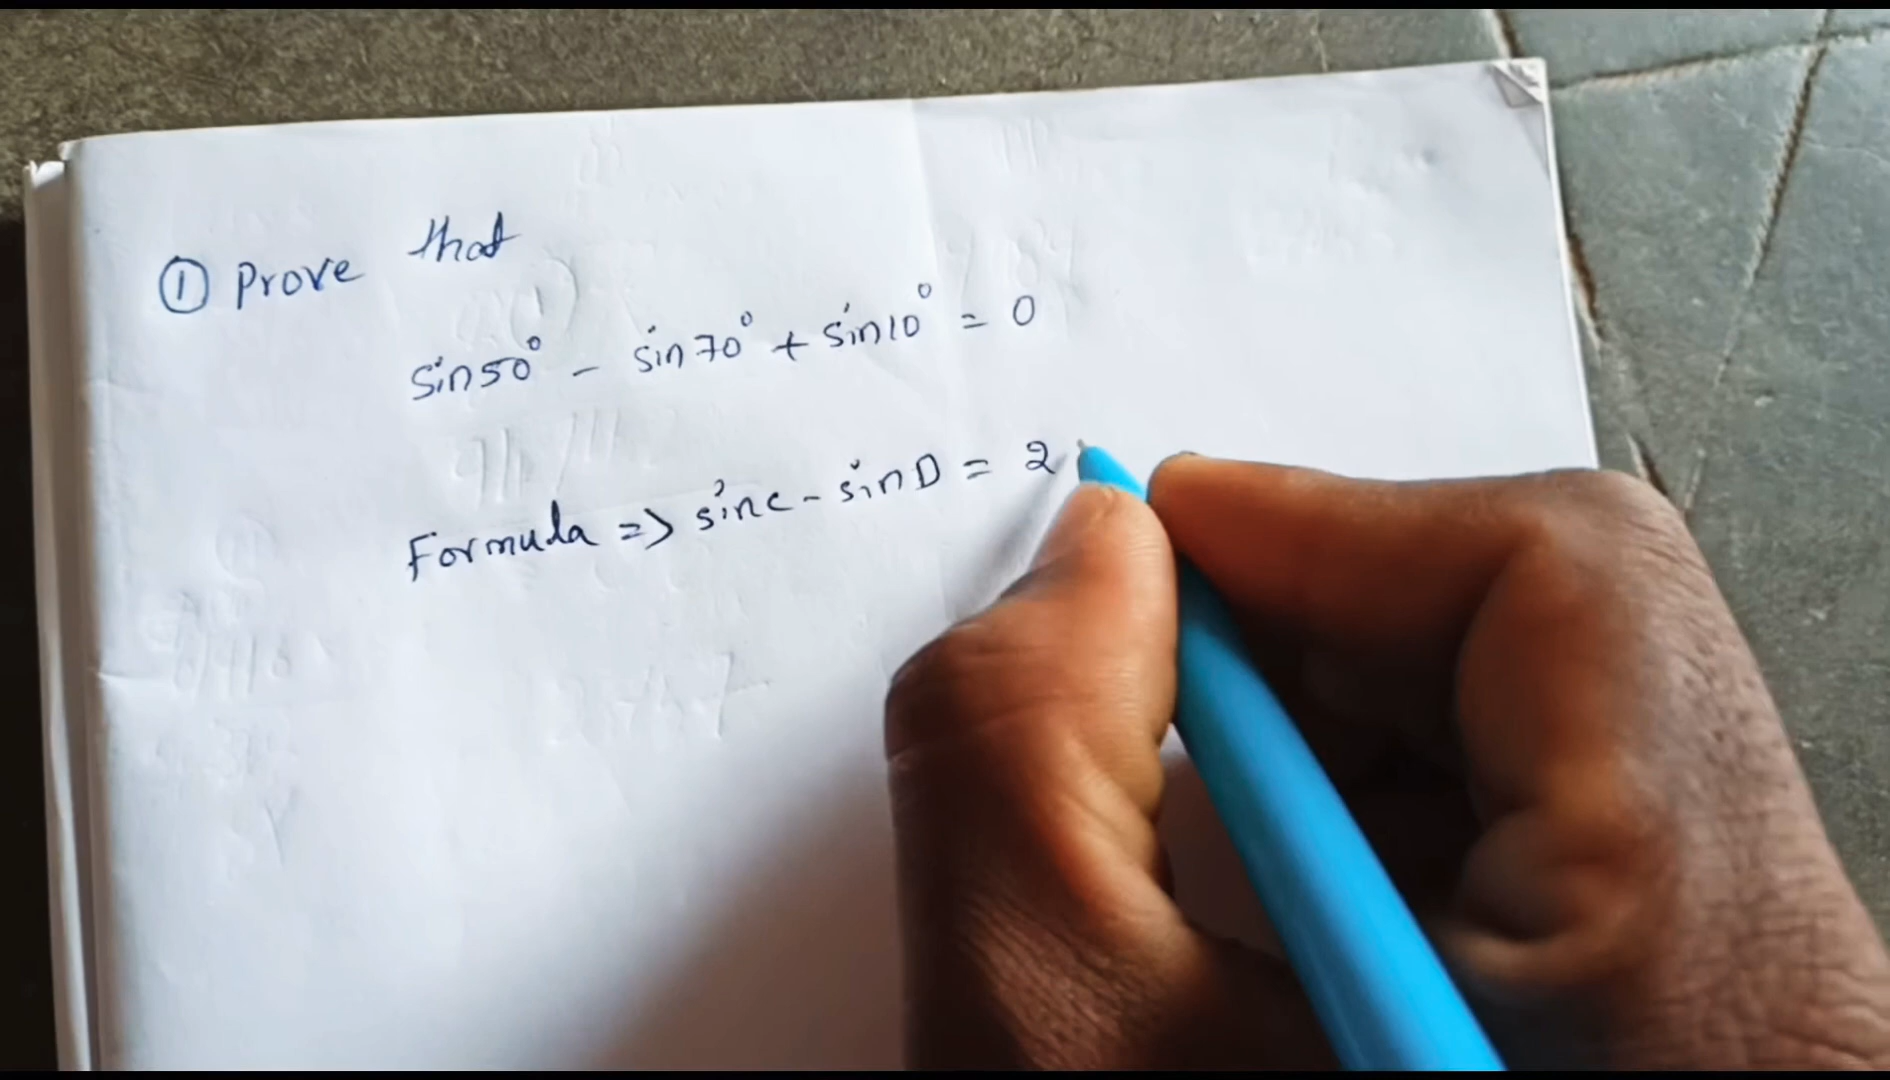 ① Prove that
sin50° - sin70° + sin10° = 0
Formula => sinc - sinD = 2